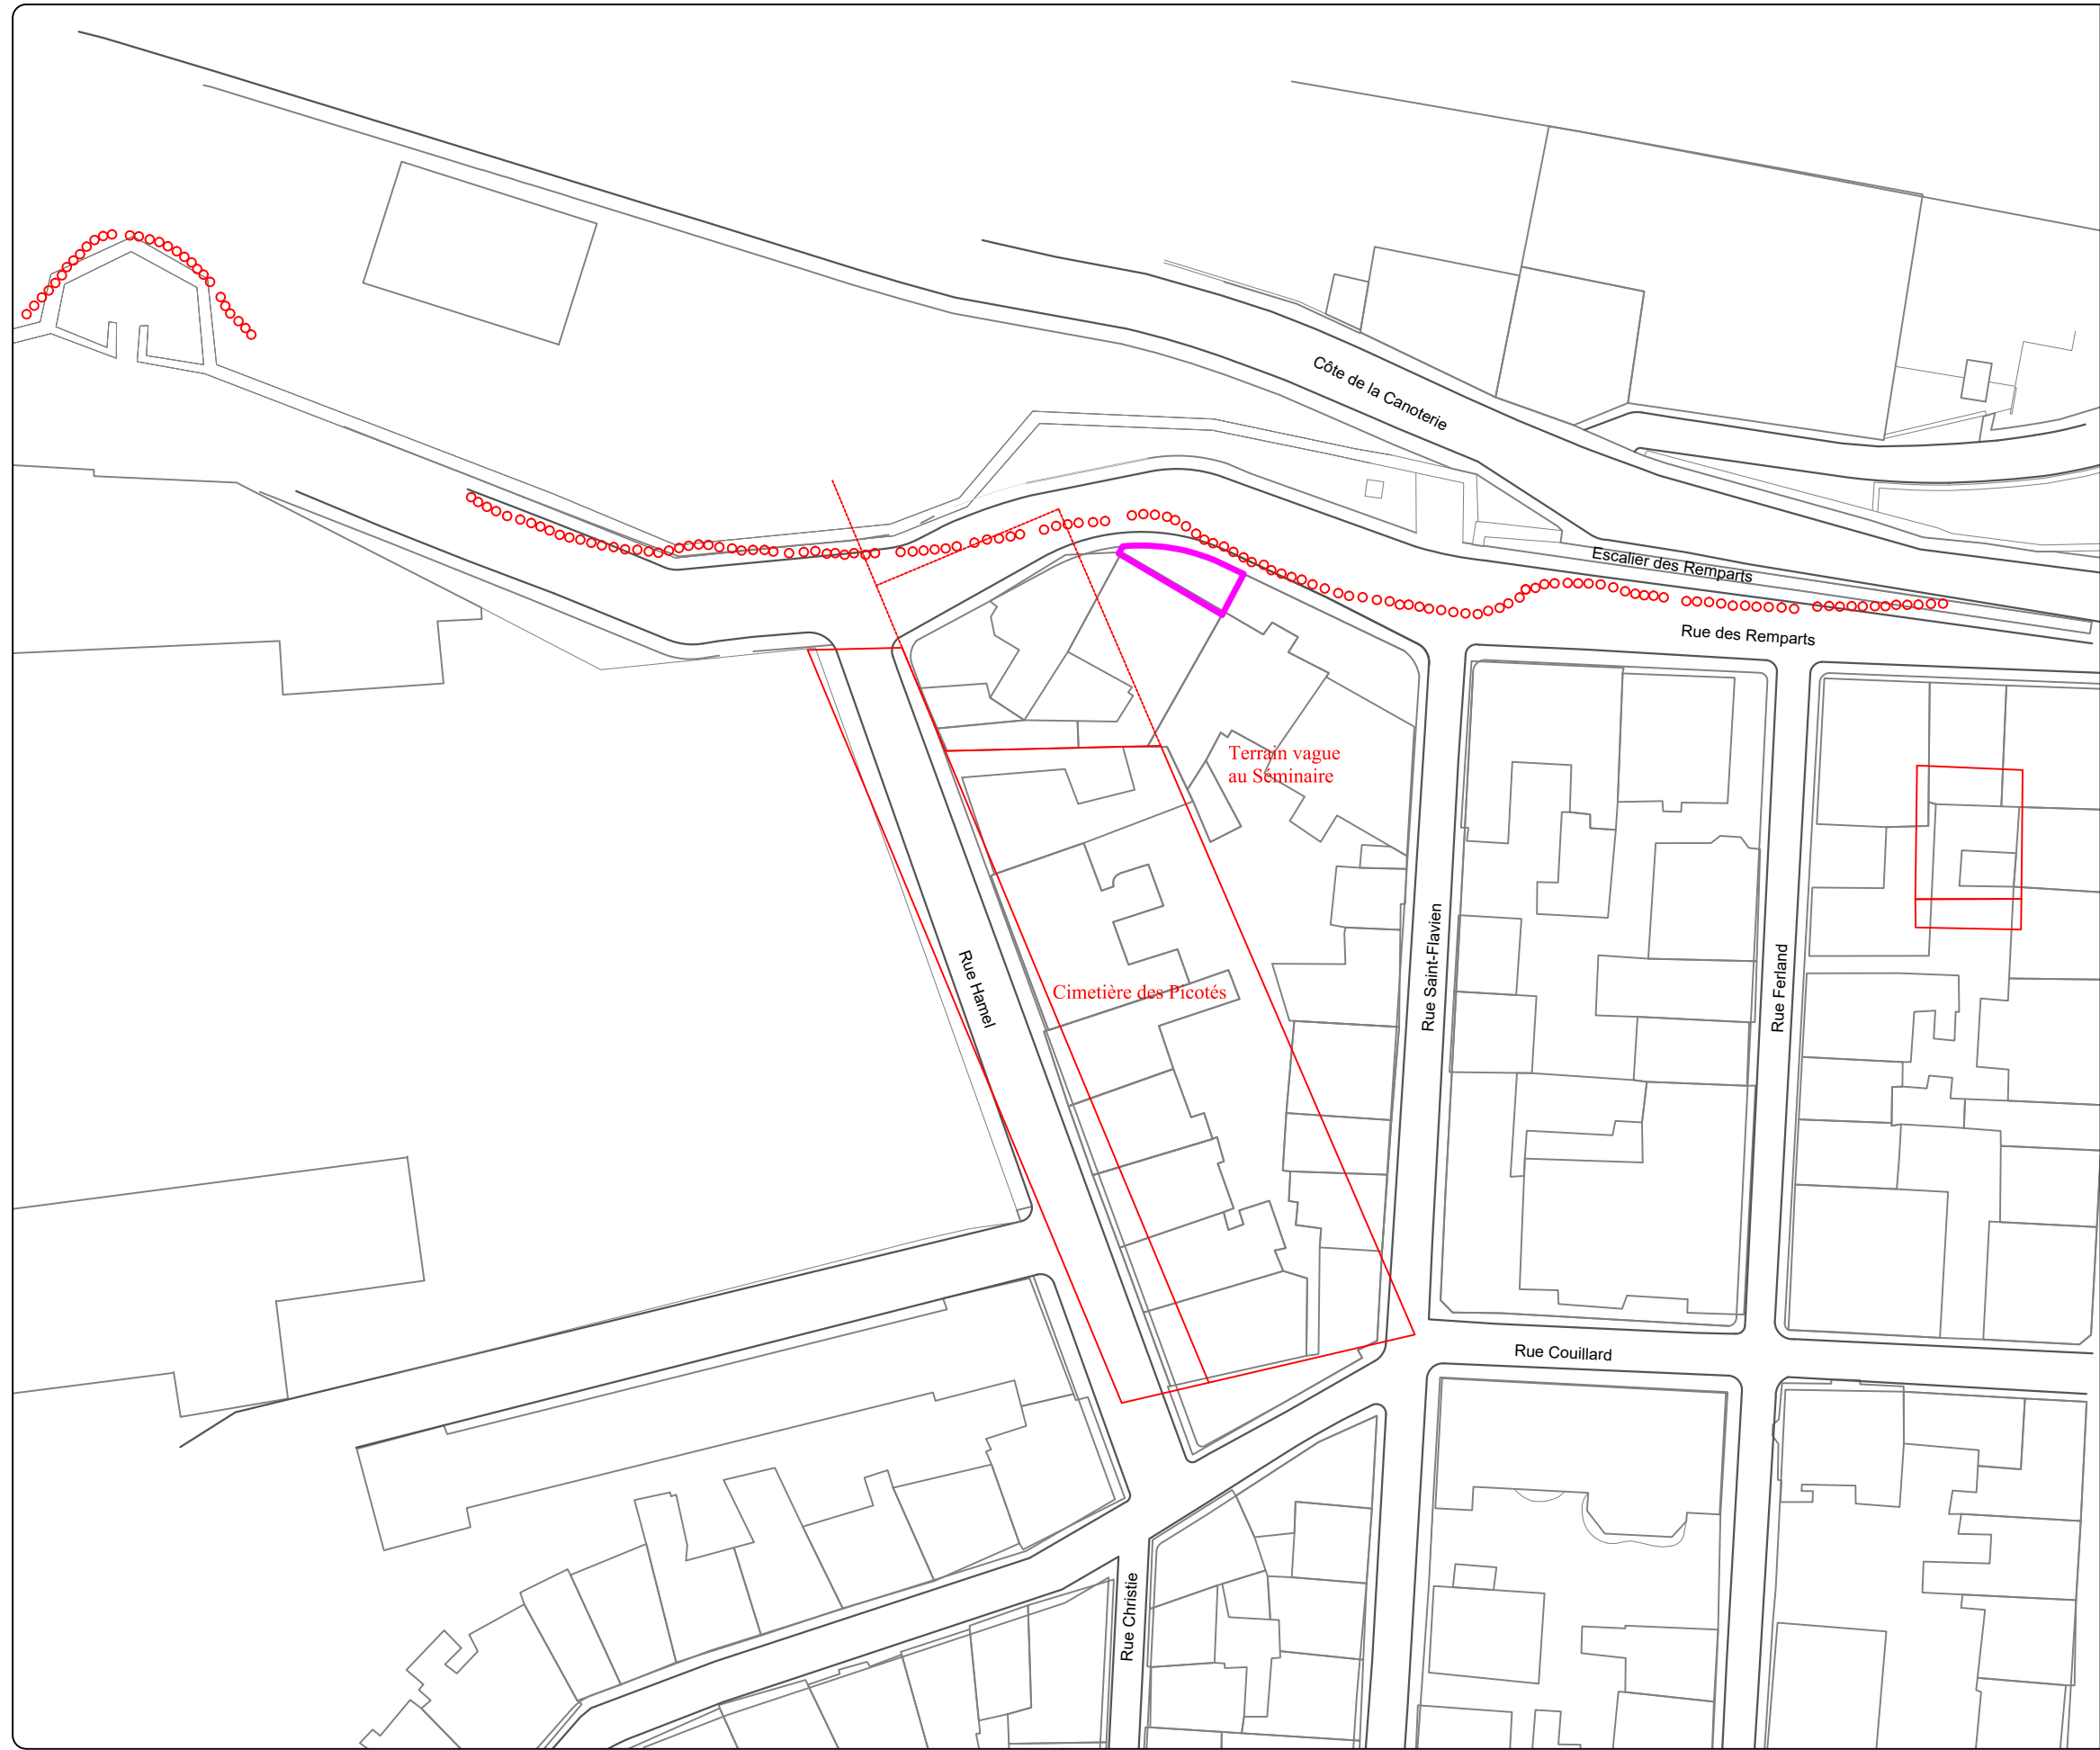 Côte de la Canoterie
Escalier des Remparts
Rue des Remparts
Terrain vague
au Séminaire
Cimetière des Picotés
Rue Hamel
Rue Saint-Flavien
Rue Ferland
Rue Couillard
Rue Christie